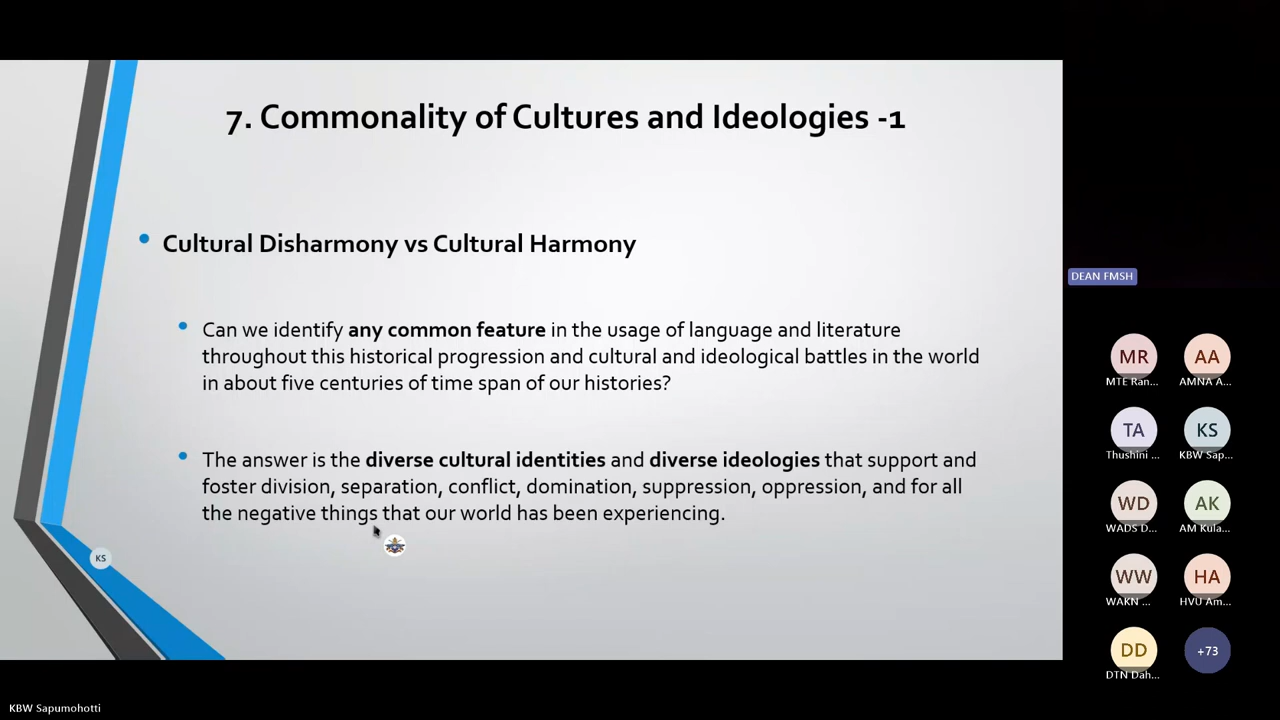 7. Commonality of Cultures and Ideologies -1
• Cultural Disharmony vs Cultural Harmony
• Can we identify any common feature in the usage of language and literature
throughout this historical progression and cultural and ideological battles in the world
in about five centuries of time span of our histories?
• The answer is the diverse cultural identities and diverse ideologies that support and
foster division, separation, conflict, domination, suppression, oppression, and for all
the negative things that our world has been experiencing.
KS
DEAN FMSH
MR AA
MTE Ran... AMNA A...
TA KS
Thushini ... KBW Sap...
WD AK
WADS D... AM Kula...
WW HA
WAKN ... HVU Am...
DD +73
DTN Dah...
KBW Sapumohotti